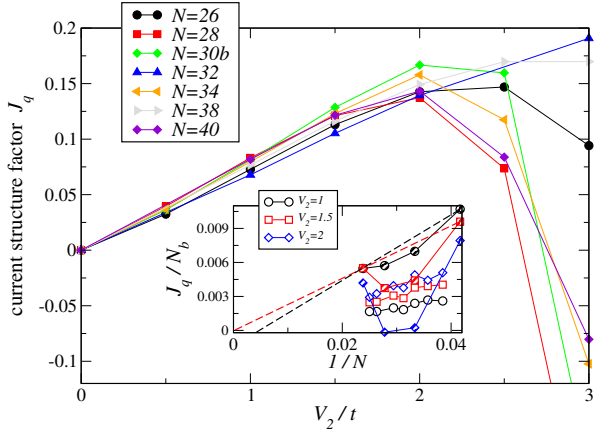 N=26
N=28
N=30b
N=32
N=34
N=38
N=40
current structure factor J_q
0.2
0.15
0.1
0.05
0
-0.05
-0.1
0 1 2 3
V_2/t
V_2=1
V_2=1.5
V_2=2
J_q / N_b
0.009
0.006
0.003
0
0 0.02 0.04
1/N